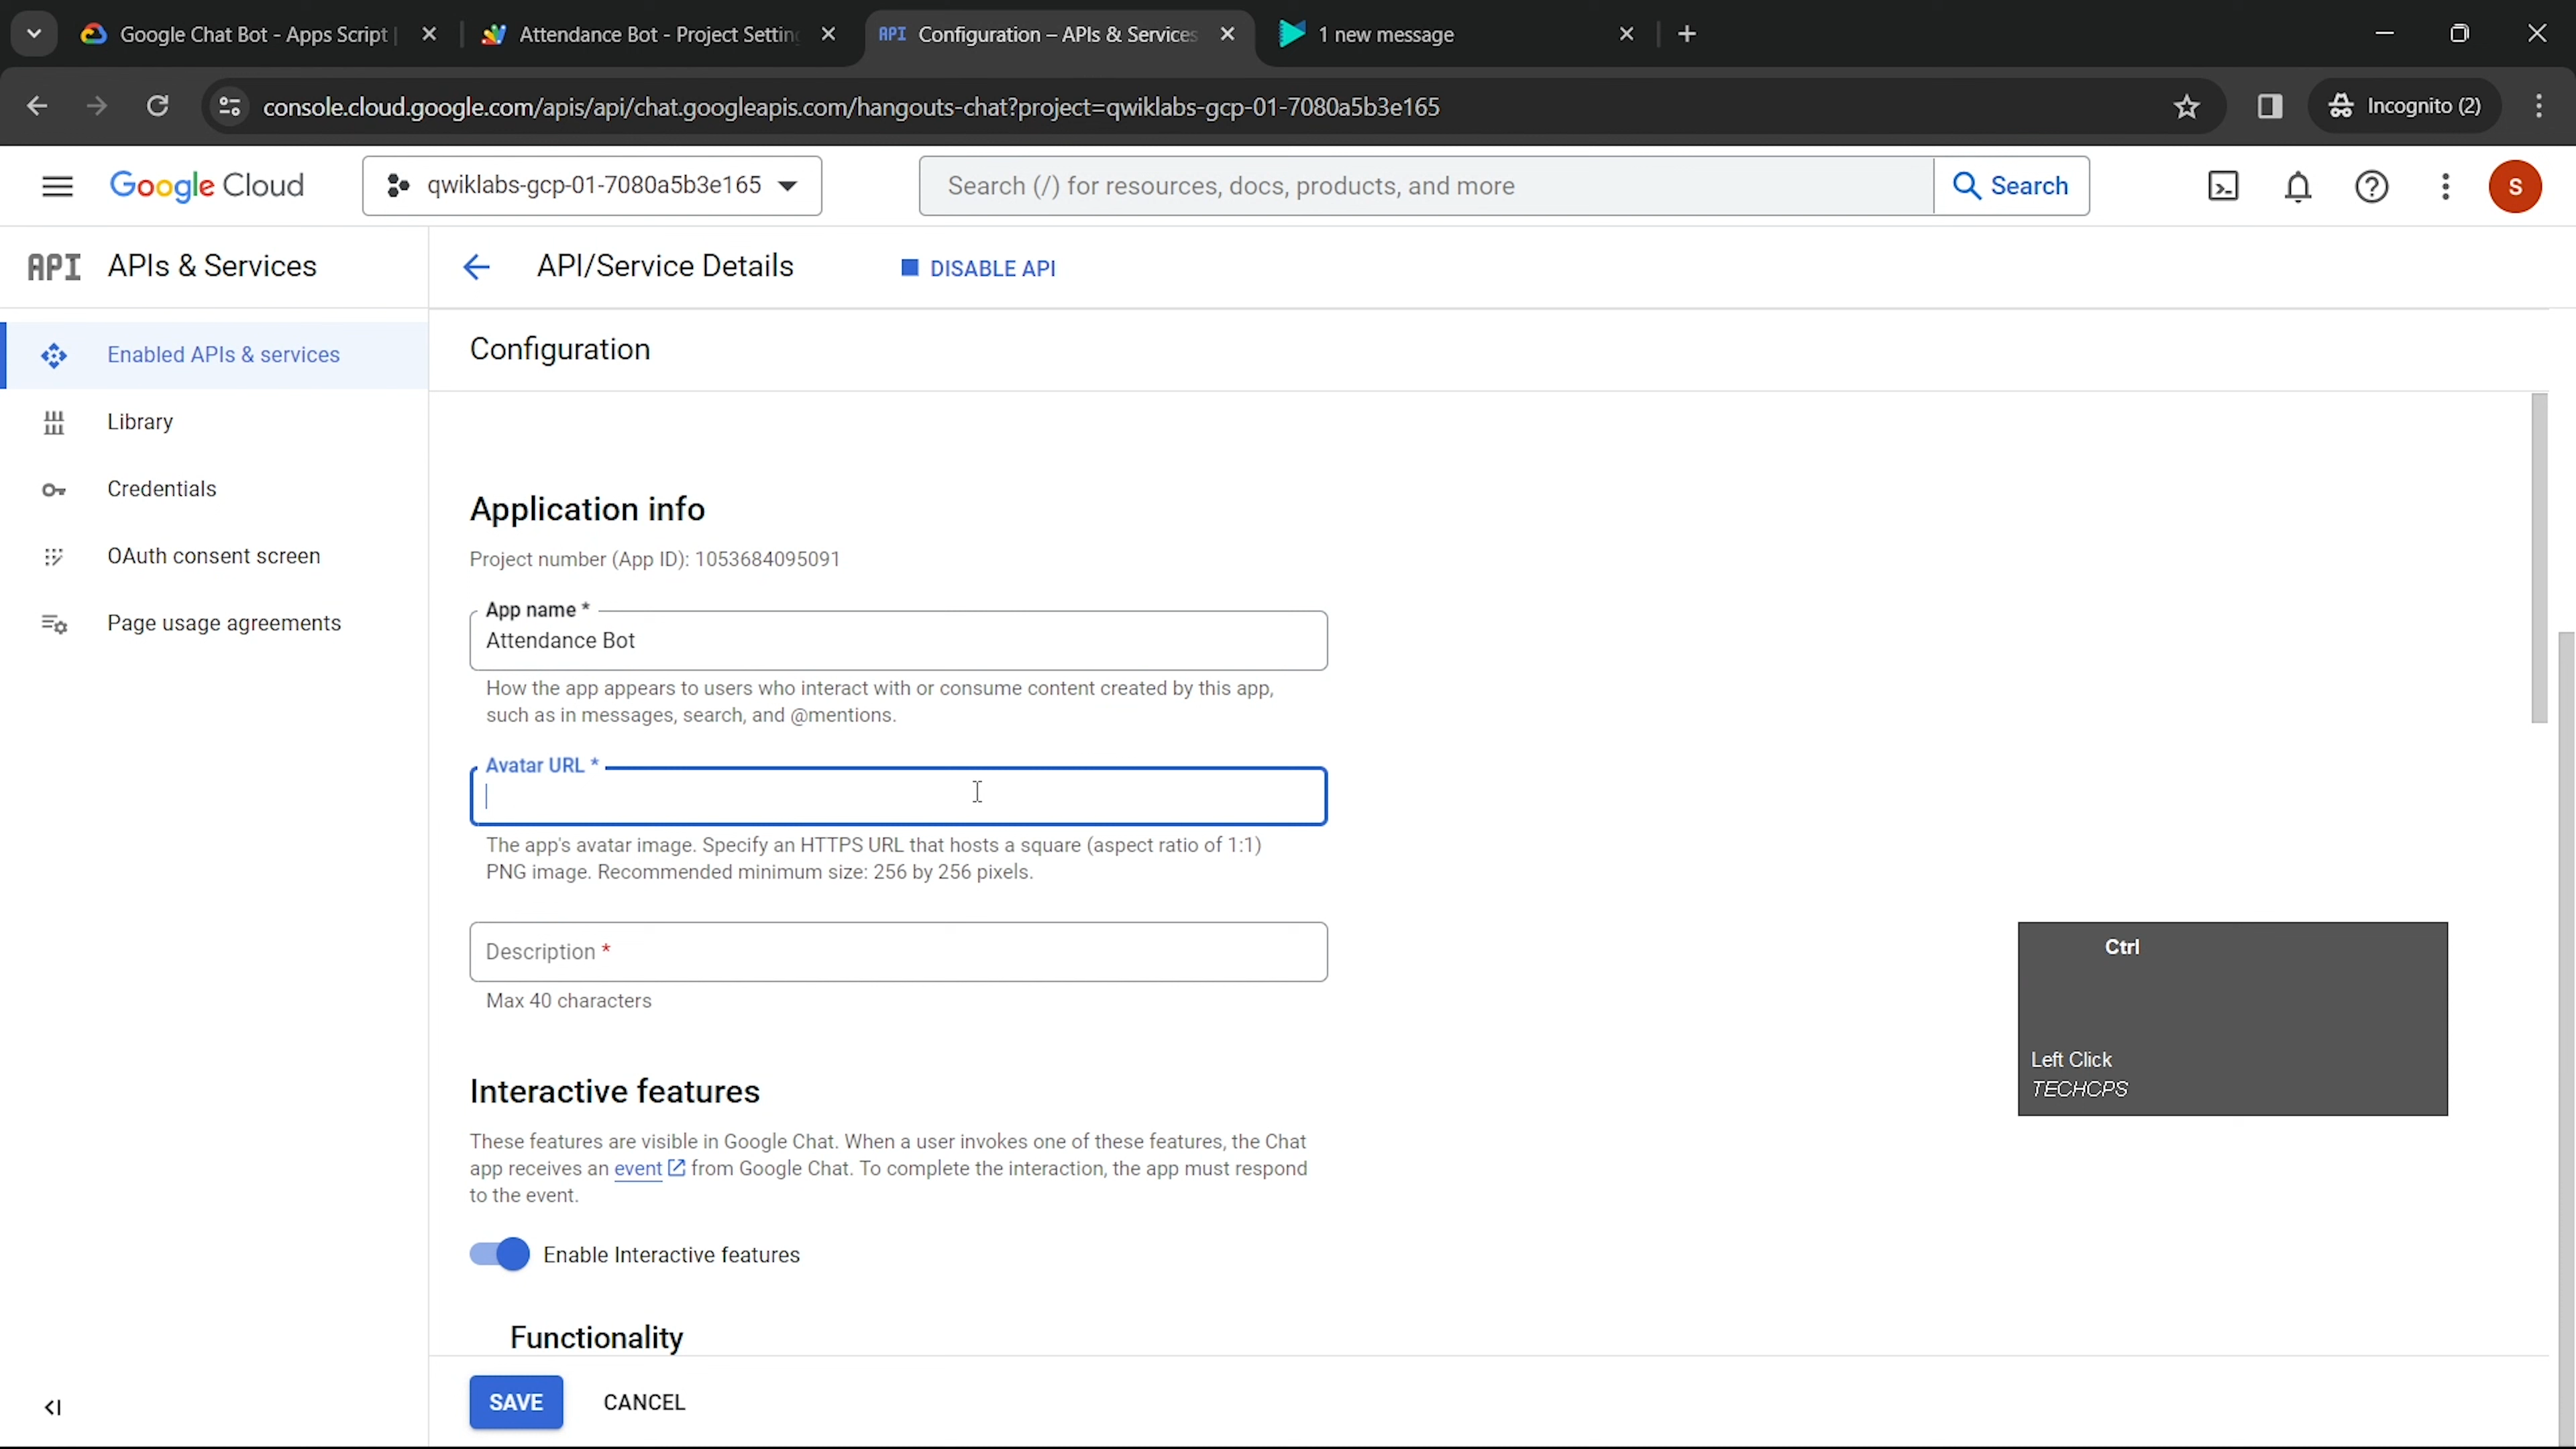 Google Chat Bot - Apps Script |
Attendance Bot - Project Settin
API Configuration – APIs & Services
1 new message
console.cloud.google.com/apis/api/chat.googleapis.com/hangouts-chat?project=qwiklabs-gcp-01-7080a5b3e165
Incognito (2)
Google Cloud
qwiklabs-gcp-01-7080a5b3e165
Search (/) for resources, docs, products, and more
Search
S
API APIs & Services
API/Service Details
DISABLE API
Enabled APIs & services
Library
Credentials
OAuth consent screen
Page usage agreements
Configuration
Application info
Project number (App ID): 1053684095091
App name *
Attendance Bot
How the app appears to users who interact with or consume content created by this app,
such as in messages, search, and @mentions.
Avatar URL *
The app's avatar image. Specify an HTTPS URL that hosts a square (aspect ratio of 1:1)
PNG image. Recommended minimum size: 256 by 256 pixels.
Description *
Max 40 characters
Interactive features
These features are visible in Google Chat. When a user invokes one of these features, the Chat
app receives an event from Google Chat. To complete the interaction, the app must respond
to the event.
Enable Interactive features
Functionality
SAVE
CANCEL
Ctrl
Left Click
TECHCPS